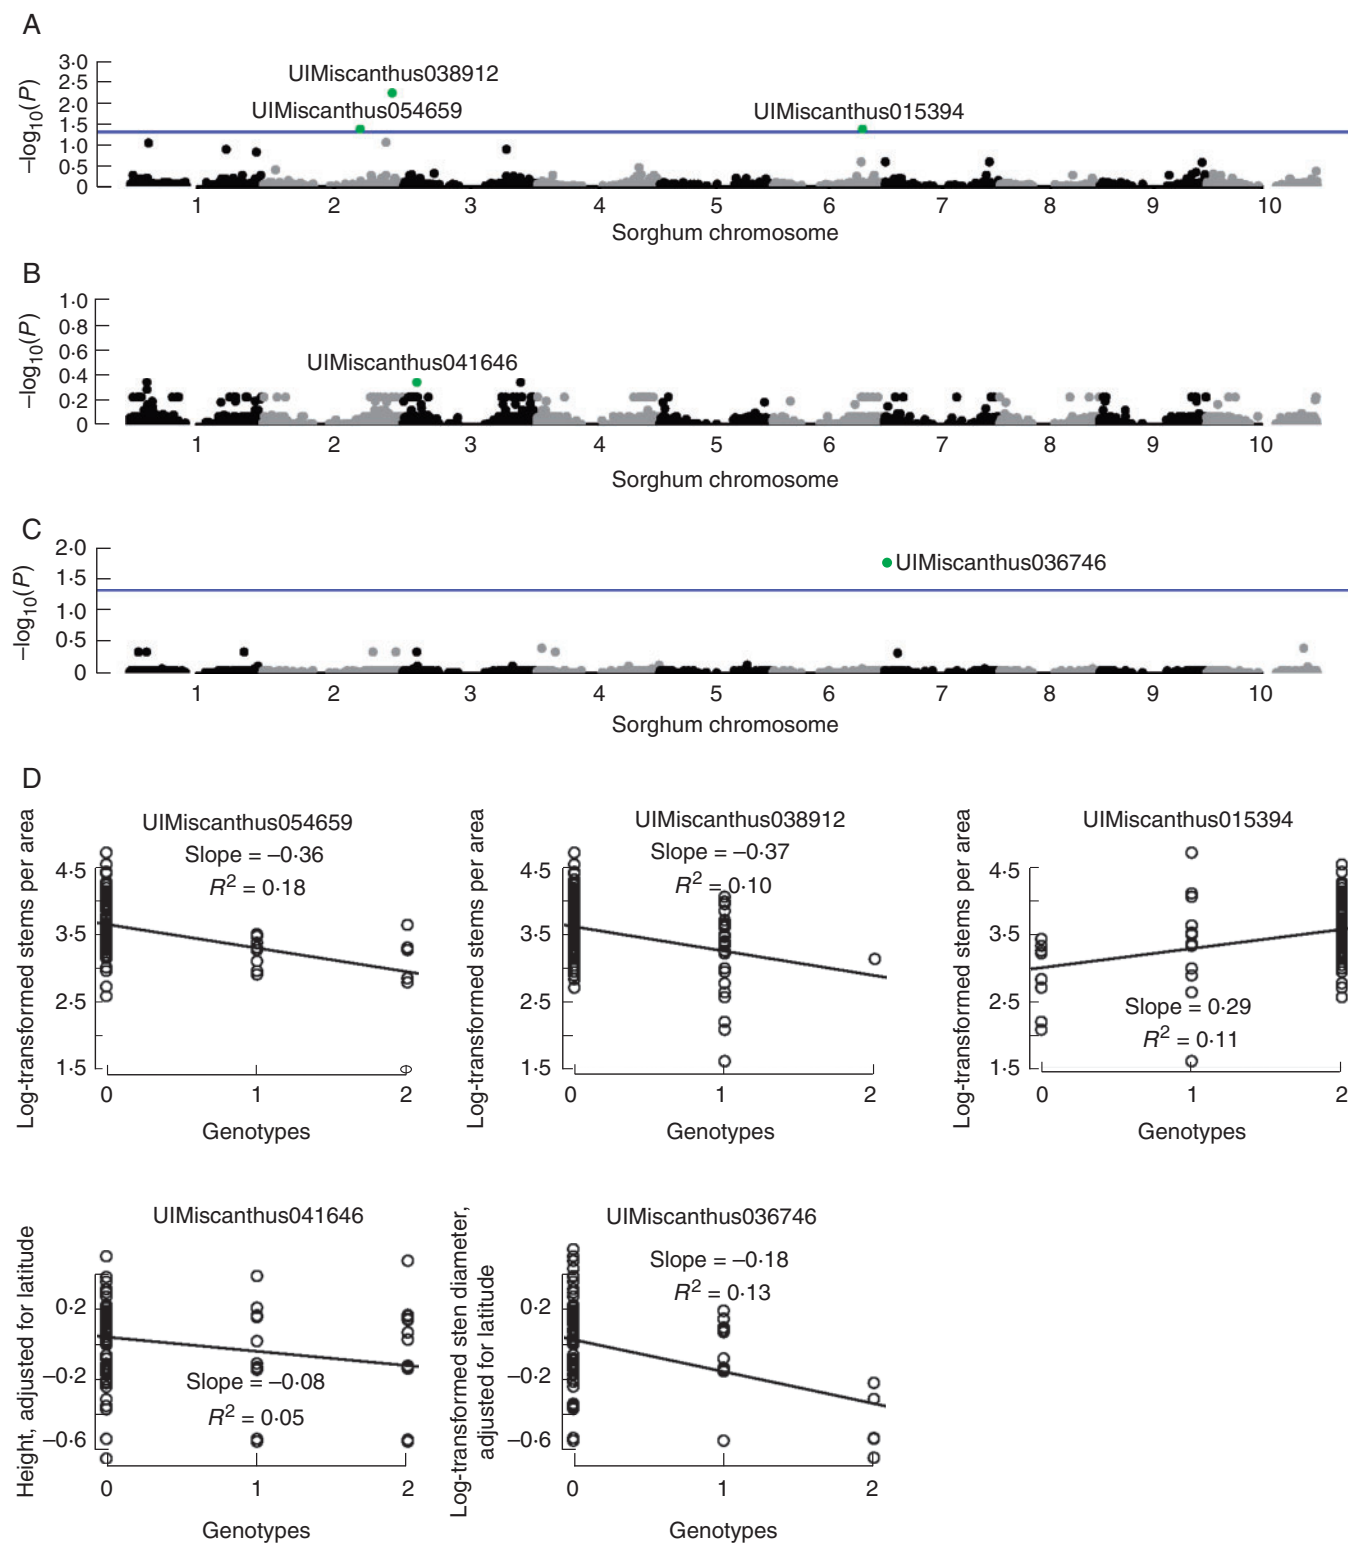 A
3·0
2·5
2·0
1·5
1·0
0·5
0
–log10(P)
UIMiscanthus038912
UIMiscanthus054659
UIMiscanthus015394
1 2 3 4 5 6 7 8 9 10
Sorghum chromosome
B
1·0
0·8
0·6
0·4
0·2
0
–log10(P)
UIMiscanthus041646
1 2 3 4 5 6 7 8 9 10
Sorghum chromosome
C
2·0
1·5
1·0
0·5
0
–log10(P)
UIMiscanthus036746
1 2 3 4 5 6 7 8 9 10
Sorghum chromosome
D
UIMiscanthus054659
Slope = –0·36
R2 = 0·18
Log-transformed stems per area
4·5
3·5
2·5
1·5
0 1 2
Genotypes
UIMiscanthus038912
Slope = –0·37
R2 = 0·10
Log-transformed stems per area
4·5
3·5
2·5
1·5
0 1 2
Genotypes
UIMiscanthus015394
Log-transformed stems per area
4·5
3·5
2·5
1·5
Slope = 0·29
R2 = 0·11
0 1 2
Genotypes
UIMiscanthus041646
Height, adjusted for latitude
0·2
–0·2
–0·6
Slope = –0·08
R2 = 0·05
0 1 2
Genotypes
UIMiscanthus036746
Slope = –0·18
R2 = 0·13
Log-transformed sten diameter,
adjusted for latitude
0·2
–0·2
–0·6
0 1 2
Genotypes